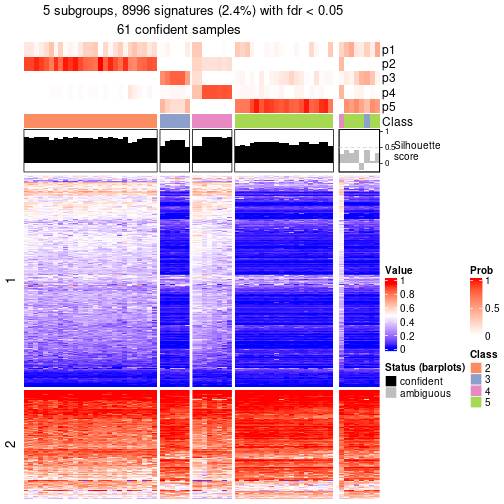 5 subgroups, 8996 signatures (2.4%) with fdr < 0.05
61 confident samples
p1
p2
p3
p4
p5
Class
1
0.5
0
Silhouette
score
1
2
Value
1
0.8
0.6
0.4
0.2
0
Status (barplots)
confident
ambiguous
Prob
1
0.5
0
Class
2
3
4
5